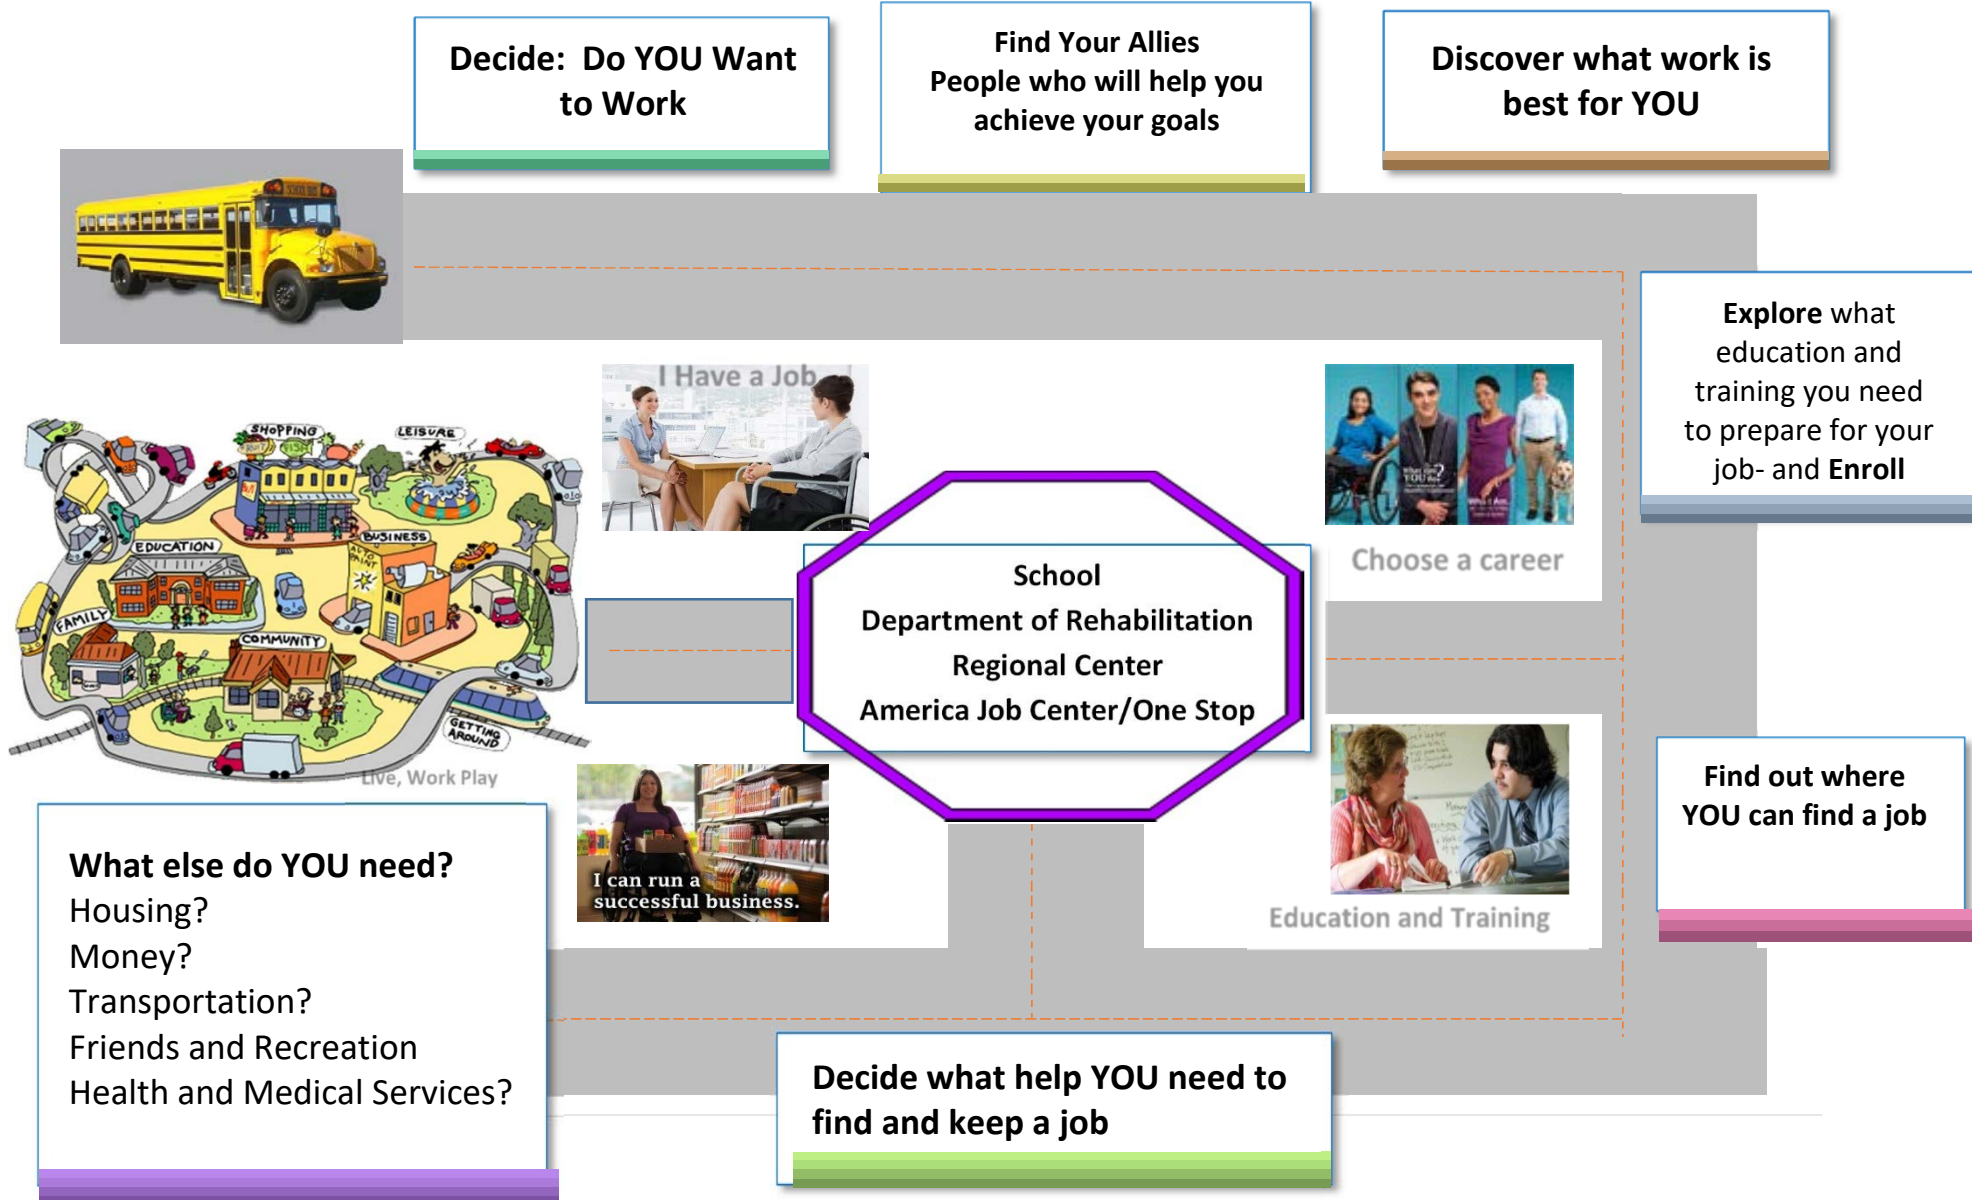 Decide:  Do YOU Want
to Work
Find Your Allies
People who will help you
achieve your goals
Discover what work is
best for YOU
SCHOOL BUS
Explore what
education and
training you need
to prepare for your
job- and Enroll
I Have a Job
SHOPPING
LEISURE
EDUCATION
BUSINESS
AUTO
PAINT
FAMILY
COMMUNITY
GETTING
AROUND
Live, Work Play
Choose a career
School
Department of Rehabilitation
Regional Center
America Job Center/One Stop
Find out where
YOU can find a job
I can run a
successful business.
Education and Training
What else do YOU need?
Housing?
Money?
Transportation?
Friends and Recreation
Health and Medical Services?
Decide what help YOU need to
find and keep a job